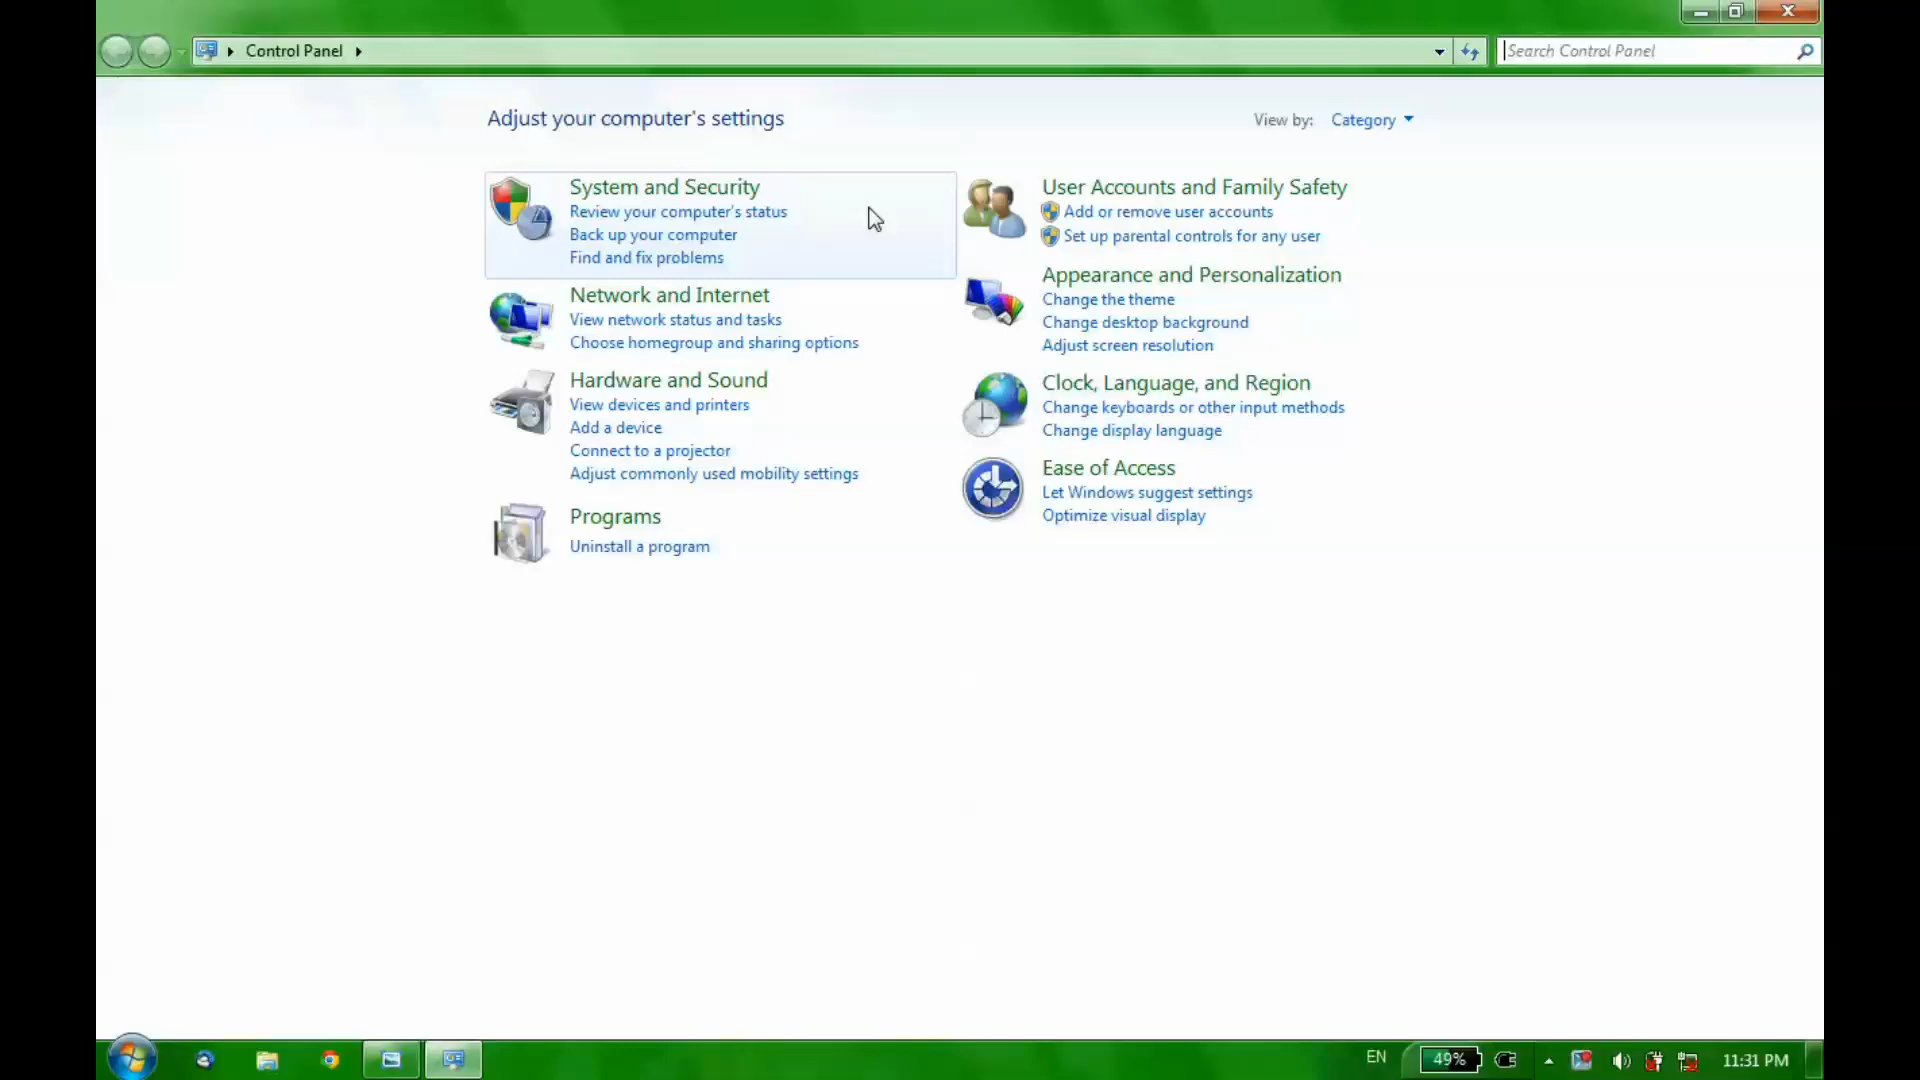 Control Panel
Search Control Panel
Adjust your computer's settings
View by: Category
System and Security
Review your computer's status
Back up your computer
Find and fix problems
Network and Internet
View network status and tasks
Choose homegroup and sharing options
Hardware and Sound
View devices and printers
Add a device
Connect to a projector
Adjust commonly used mobility settings
Programs
Uninstall a program
User Accounts and Family Safety
Add or remove user accounts
Set up parental controls for any user
Appearance and Personalization
Change the theme
Change desktop background
Adjust screen resolution
Clock, Language, and Region
Change keyboards or other input methods
Change display language
Ease of Access
Let Windows suggest settings
Optimize visual display
EN
49%
11:31 PM